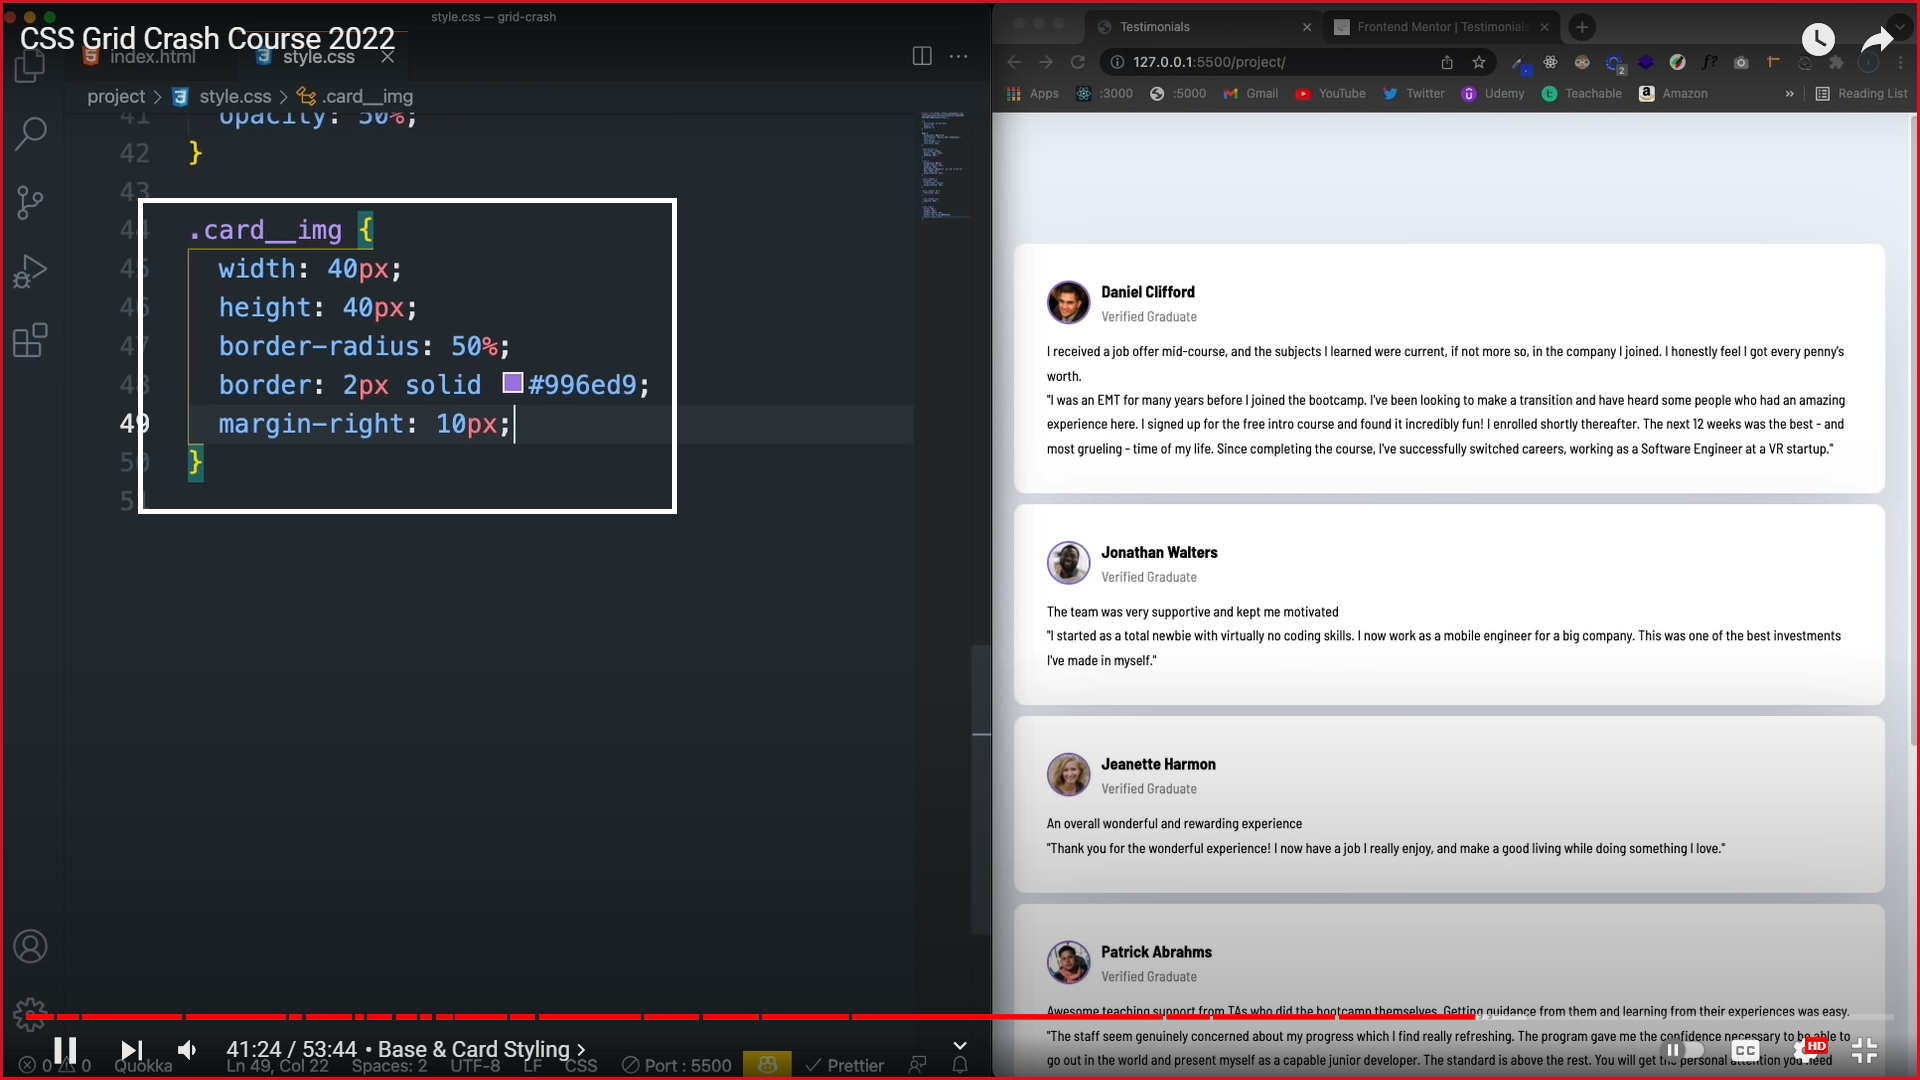 style.css — grid-crash
CSS Grid Crash Course 2022
index.html
style.css
project > style.css > .card__img
41 opacity: 50%;
42 }
43
44 .card__img {
45 width: 40px;
46 height: 40px;
47 border-radius: 50%;
48 border: 2px solid #996ed9;
49 margin-right: 10px;
50 }
51
41:24 / 53:44 • Base & Card Styling >
0 0 Quokka Ln 49, Col 22 Spaces: 2 UTF-8 LF CSS Port : 5500 Prettier
Testimonials
Frontend Mentor | Testimonials
127.0.0.1:5500/project/
2
f?
Apps :3000 :5000 Gmail YouTube Twitter Udemy Teachable Amazon » Reading List
Daniel Clifford
Verified Graduate
I received a job offer mid-course, and the subjects I learned were current, if not more so, in the company I joined. I honestly feel I got every penny's
worth.
"I was an EMT for many years before I joined the bootcamp. I've been looking to make a transition and have heard some people who had an amazing
experience here. I signed up for the free intro course and found it incredibly fun! I enrolled shortly thereafter. The next 12 weeks was the best - and
most grueling - time of my life. Since completing the course, I've successfully switched careers, working as a Software Engineer at a VR startup."
Jonathan Walters
Verified Graduate
The team was very supportive and kept me motivated
"I started as a total newbie with virtually no coding skills. I now work as a mobile engineer for a big company. This was one of the best investments
I've made in myself."
Jeanette Harmon
Verified Graduate
An overall wonderful and rewarding experience
"Thank you for the wonderful experience! I now have a job I really enjoy, and make a good living while doing something I love."
Patrick Abrahms
Verified Graduate
Awesome teaching support from TAs who did the bootcamp themselves. Getting guidance from them and learning from their experiences was easy.
"The staff seem genuinely concerned about my progress which I find really refreshing. The program gave me the confidence necessary to be able to
go out in the world and present myself as a capable junior developer. The standard is above the rest. You will get the personal attention you need
CC
HD